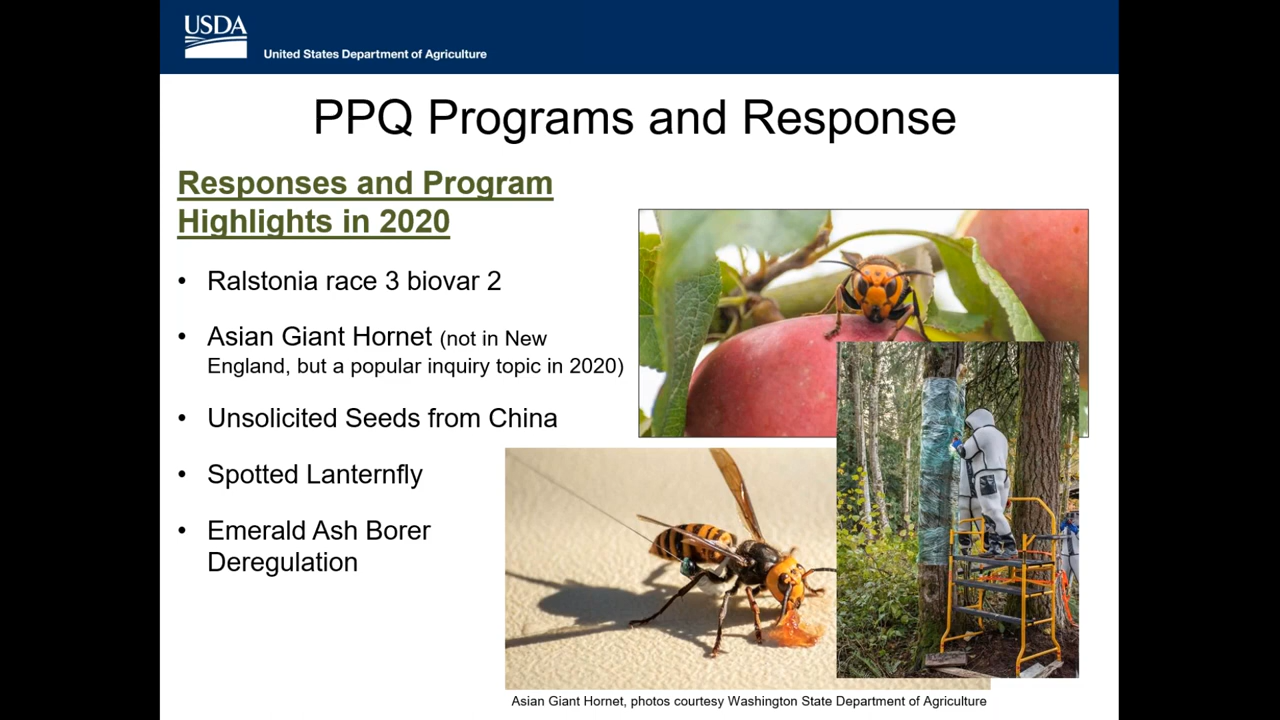 USDA
United States Department of Agriculture
PPQ Programs and Response
Responses and Program
Highlights in 2020
• Ralstonia race 3 biovar 2
• Asian Giant Hornet (not in New
England, but a popular inquiry topic in 2020)
• Unsolicited Seeds from China
• Spotted Lanternfly
• Emerald Ash Borer
Deregulation
Asian Giant Hornet, photos courtesy Washington State Department of Agriculture